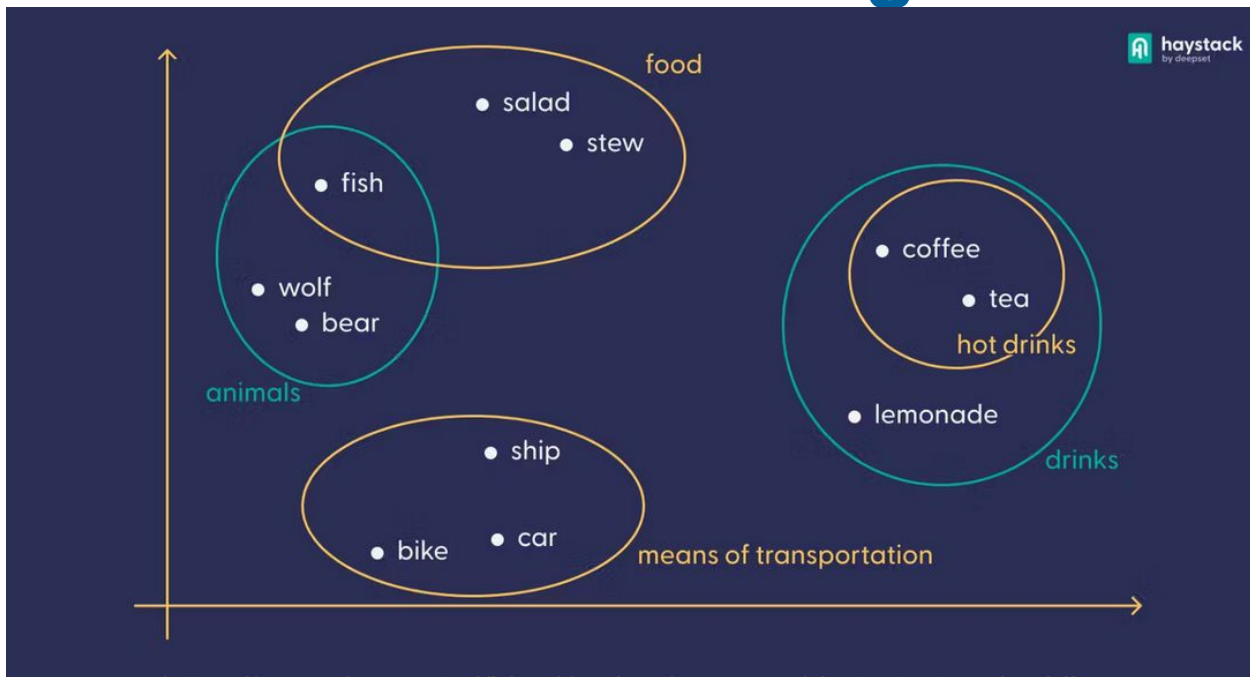 haystack
by deepset
food
salad
stew
fish
wolf
bear
animals
coffee
tea
hot drinks
lemonade
drinks
ship
car
bike
means of transportation